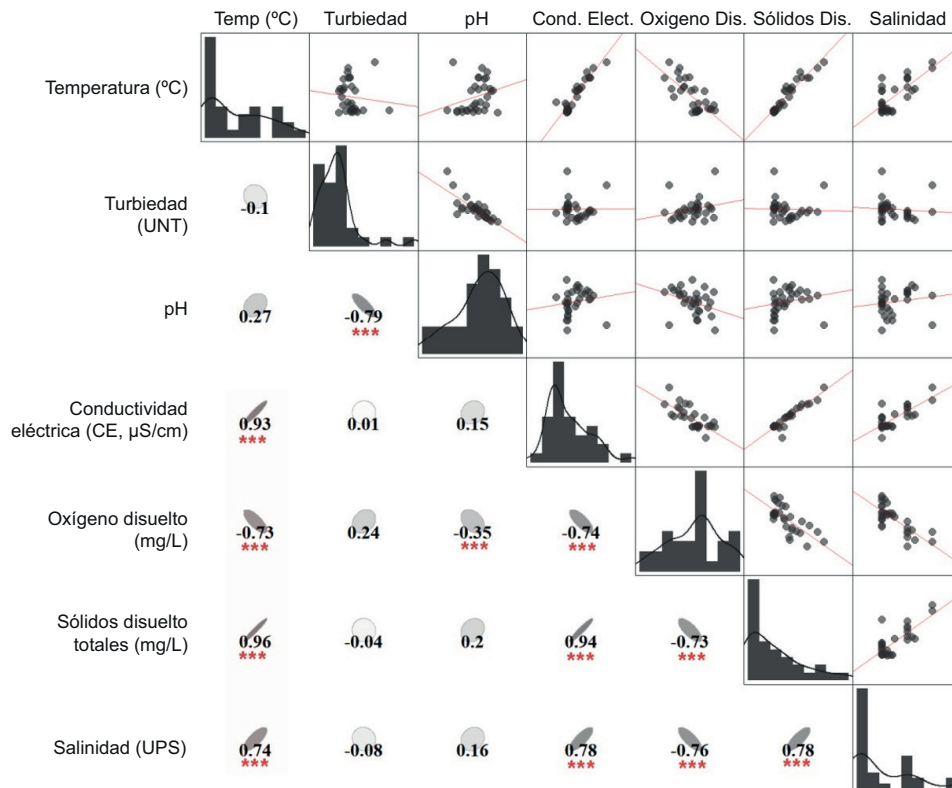 Temp (ºC) Turbiedad pH Cond. Elect. Oxigeno Dis. Sólidos Dis. Salinidad
Temperatura (ºC)
Turbiedad
(UNT)
-0.1
pH
0.27 -0.79
***
Conductividad
eléctrica (CE, µS/cm)
0.93 0.01 0.15
***
Oxígeno disuelto
(mg/L)
-0.73 0.24 -0.35 -0.74
*** *** ***
Sólidos disuelto
totales (mg/L)
0.96 -0.04 0.2 0.94 -0.73
*** *** ***
Salinidad (UPS)
0.74 -0.08 0.16 0.78 -0.76 0.78
*** *** *** ***